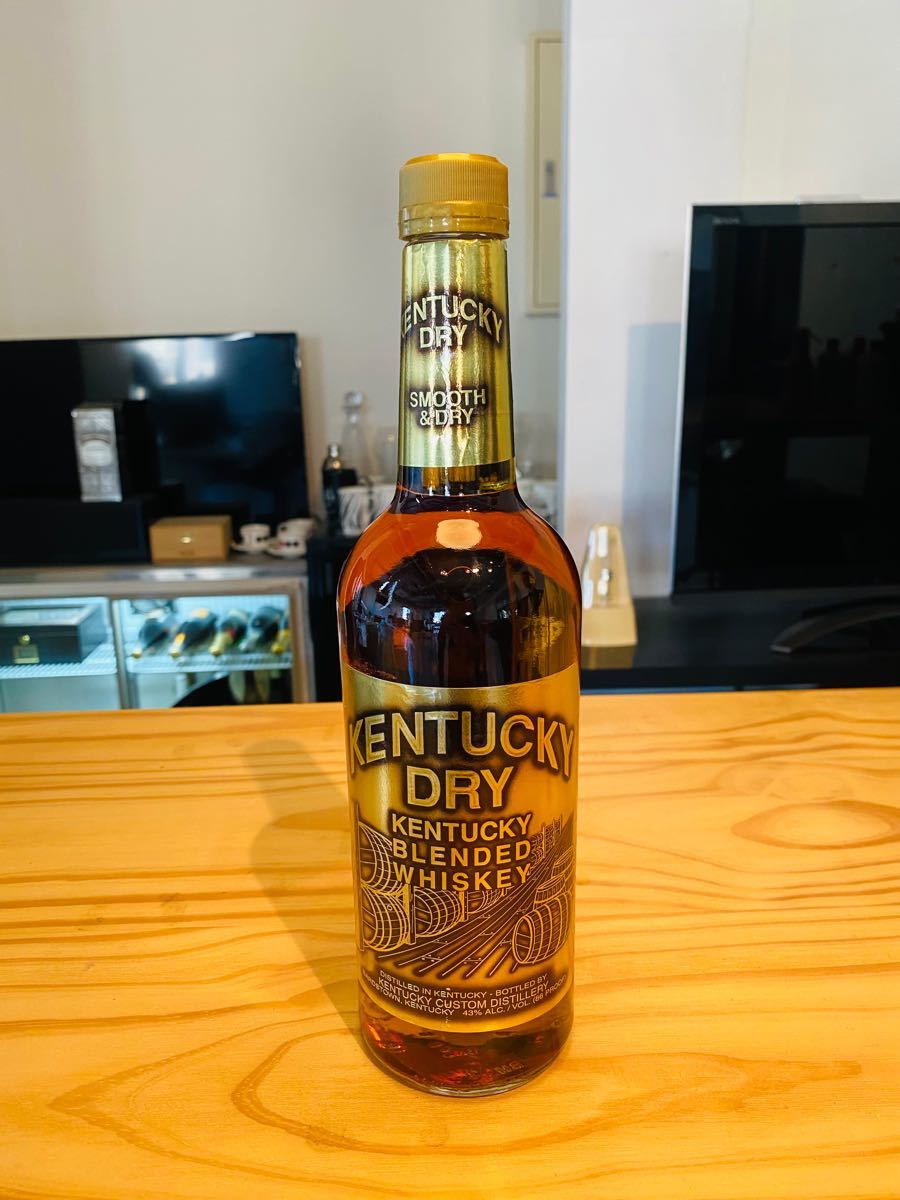 KENTUCKY
DRY
SMOOTH
& DRY
KENTUCKY
DRY
KENTUCKY
BLENDED
WHISKEY
DISTILLED IN KENTUCKY - BOTTLED BY
KENTUCKY CUSTOM DISTILLERY
BARDSTOWN, KENTUCKY 43% ALC./VOL. (86 PROOF)